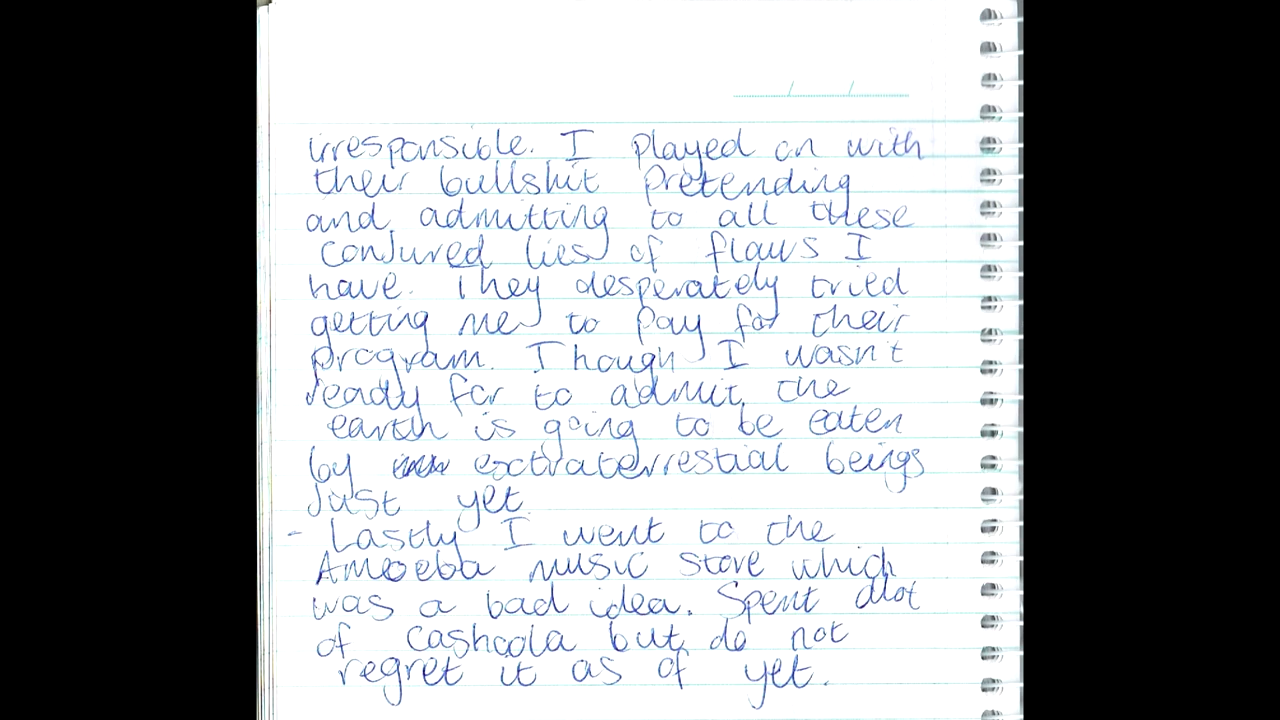 irresponsible. I played on with
their bullshit pretending
and admitting to all these
conjured lies of flaws I
have. They desperately tried
getting me to pay for their
program. Though I wasn't
ready for to admit the
earth is going to be eaten
by exctraterrestial beings
Just yet.
- Lastly I went to the
Amoeba music store which
was a bad idea. Spent alot
of cashoola but do not
regret it as of yet.